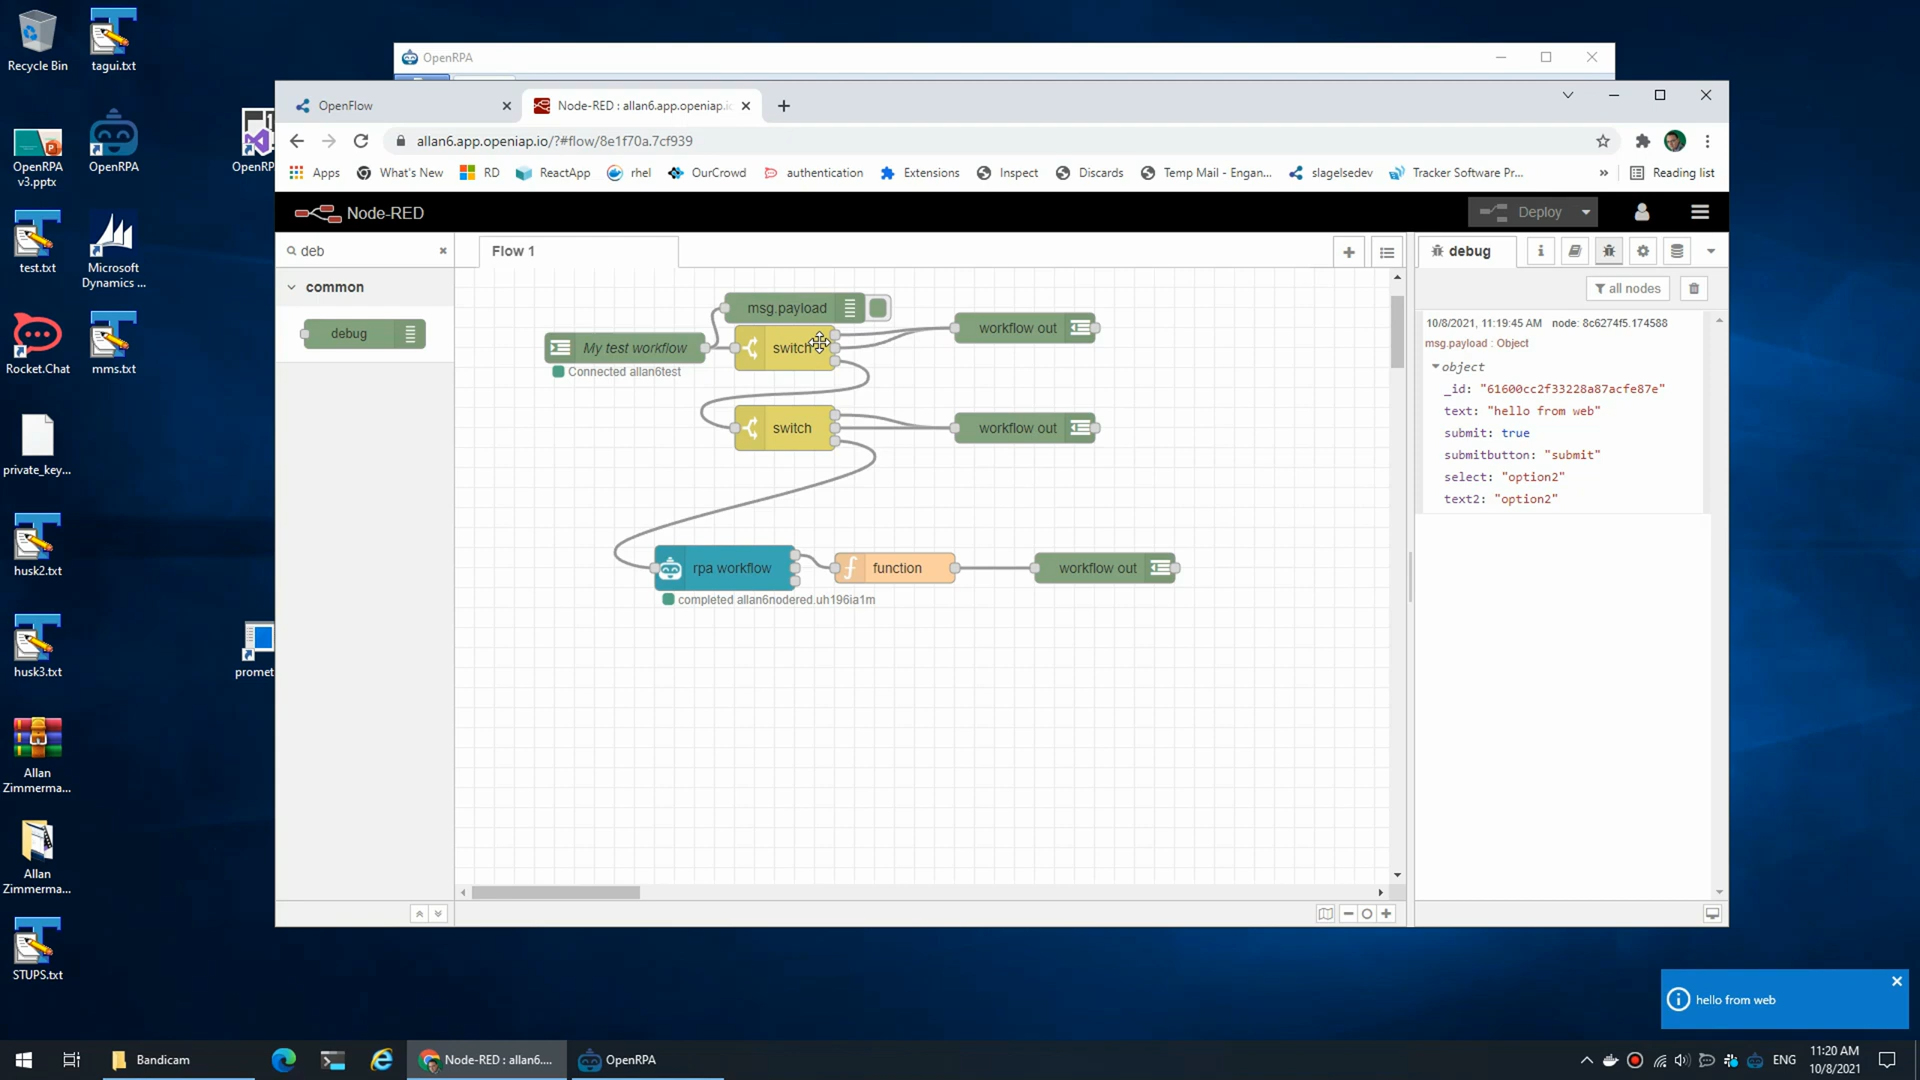 Recycle Bin
tagui.txt
OpenRPA v3.pptx
OpenRPA
OpenRP
test.txt
Microsoft Dynamics ...
Rocket.Chat
mms.txt
private_key...
husk2.txt
husk3.txt
promet
Allan Zimmerma...
Allan Zimmerma...
STUPS.txt
OpenRPA
OpenFlow
Node-RED : allan6.app.openiap.i
allan6.app.openiap.io/?#flow/8e1f70a.7cf939
Apps
What's New
RD
ReactApp
rhel
OurCrowd
authentication
Extensions
Inspect
Discards
Temp Mail - Engan...
slagelsedev
Tracker Software Pr...
»
Reading list
Node-RED
Deploy
deb
common
debug
Flow 1
msg.payload
My test workflow
Connected allan6test
switch
workflow out
switch
workflow out
rpa workflow
completed allan6nodered.uh196ia1m
function
workflow out
debug
all nodes
10/8/2021, 11:19:45 AM node: 8c6274f5.174588
msg.payload : Object
object
_id: "61600cc2f33228a87acfe87e"
text: "hello from web"
submit: true
submitbutton: "submit"
select: "option2"
text2: "option2"
hello from web
Bandicam
Node-RED : allan6....
OpenRPA
ENG
11:20 AM
10/8/2021